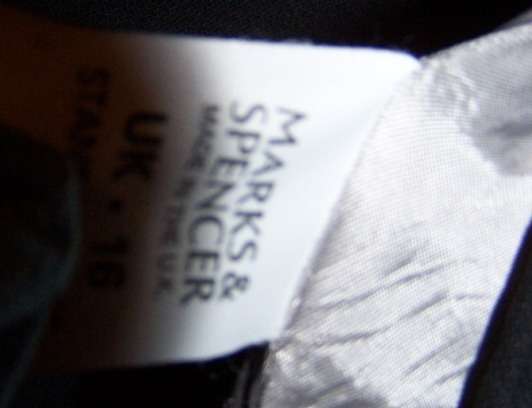 MARKS &
SPENCER
MADE IN THE U.K.
UK · 16